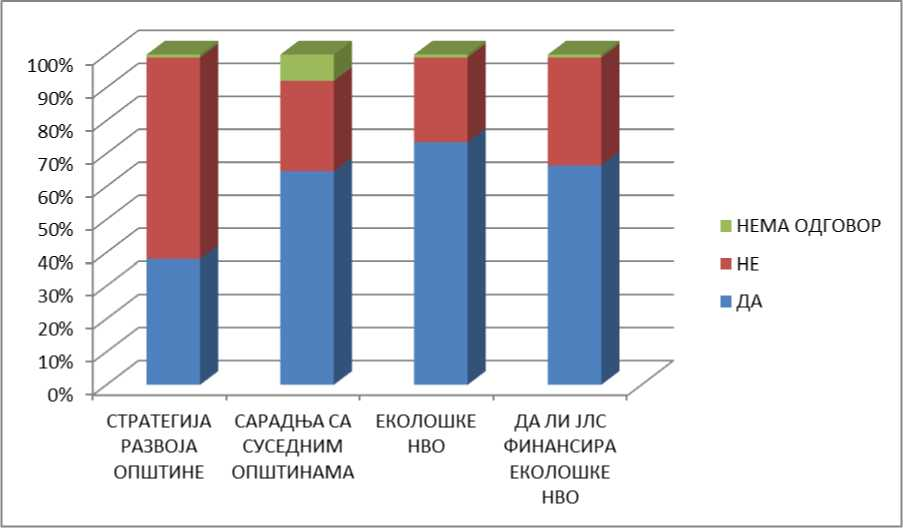 100%
90%
80%
70%
60%
50%
40%
30%
20%
10%
0%
СТРАТЕГИЈА
РАЗВОЈА
ОПШТИНЕ
САРАДЊА СА
СУСЕДНИМ
ОПШТИНАМА
ЕКОЛОШКЕ
НВО
ДА ЛИ ЈЛС
ФИНАНСИРА
ЕКОЛОШКЕ
НВО
НЕМА ОДГОВОР
НЕ
ДА